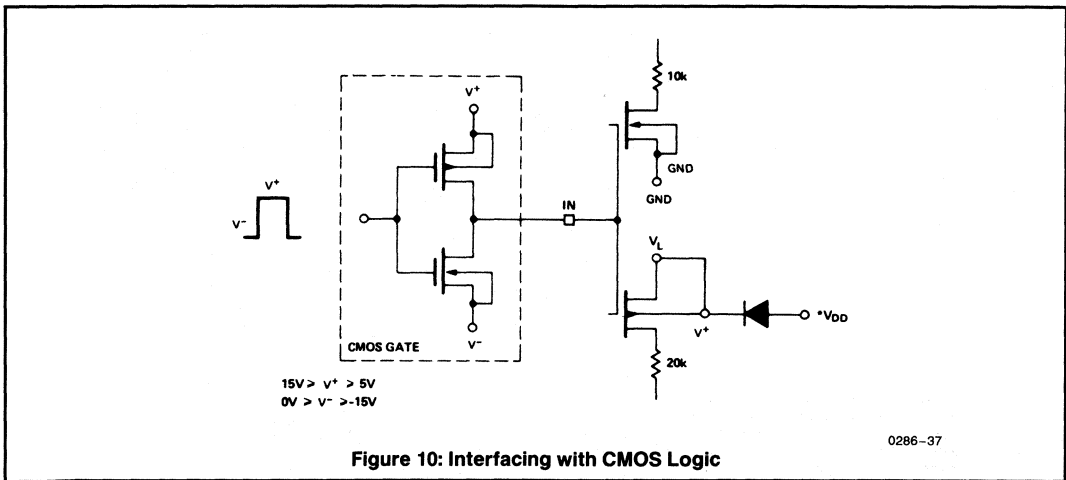 10k
V+
GND
GND
V+
V-
IN
VL
*VDD
V+
V-
CMOS GATE
20k
15V ≥ V+ ≥ 5V
0V ≥ V- ≥ -15V
0286-37
Figure 10: Interfacing with CMOS Logic